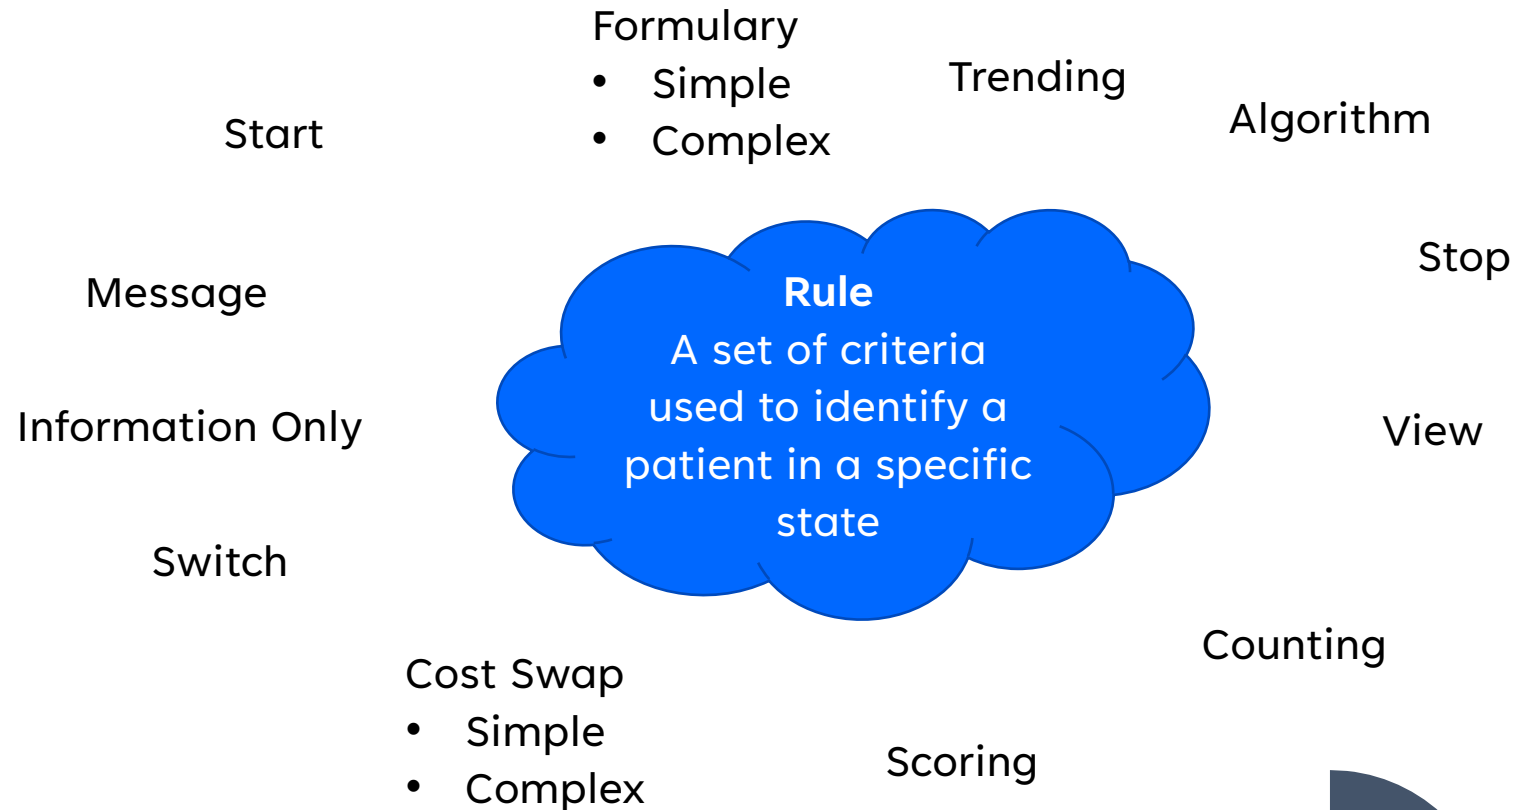 Formulary
• Simple
• Complex
Trending
Algorithm
Start
Stop
Message
Rule
A set of criteria
used to identify a
patient in a specific
state
Information Only
View
Switch
Counting
Cost Swap
• Simple
• Complex
Scoring